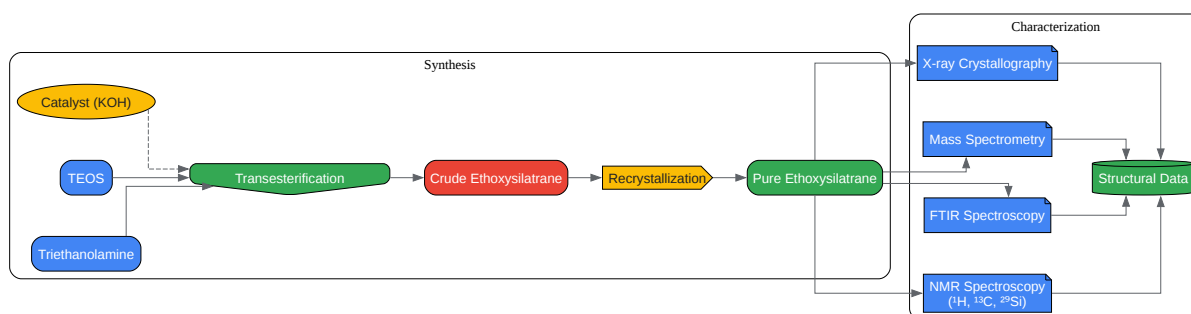 Synthesis
Catalyst (KOH)
TEOS
Triethanolamine
Transesterification
Crude Ethoxysilatrane
Recrystallization
Pure Ethoxysilatrane
Characterization
X-ray Crystallography
Mass Spectrometry
FTIR Spectroscopy
NMR Spectroscopy
(¹H, ¹³C, ²⁹Si)
Structural Data